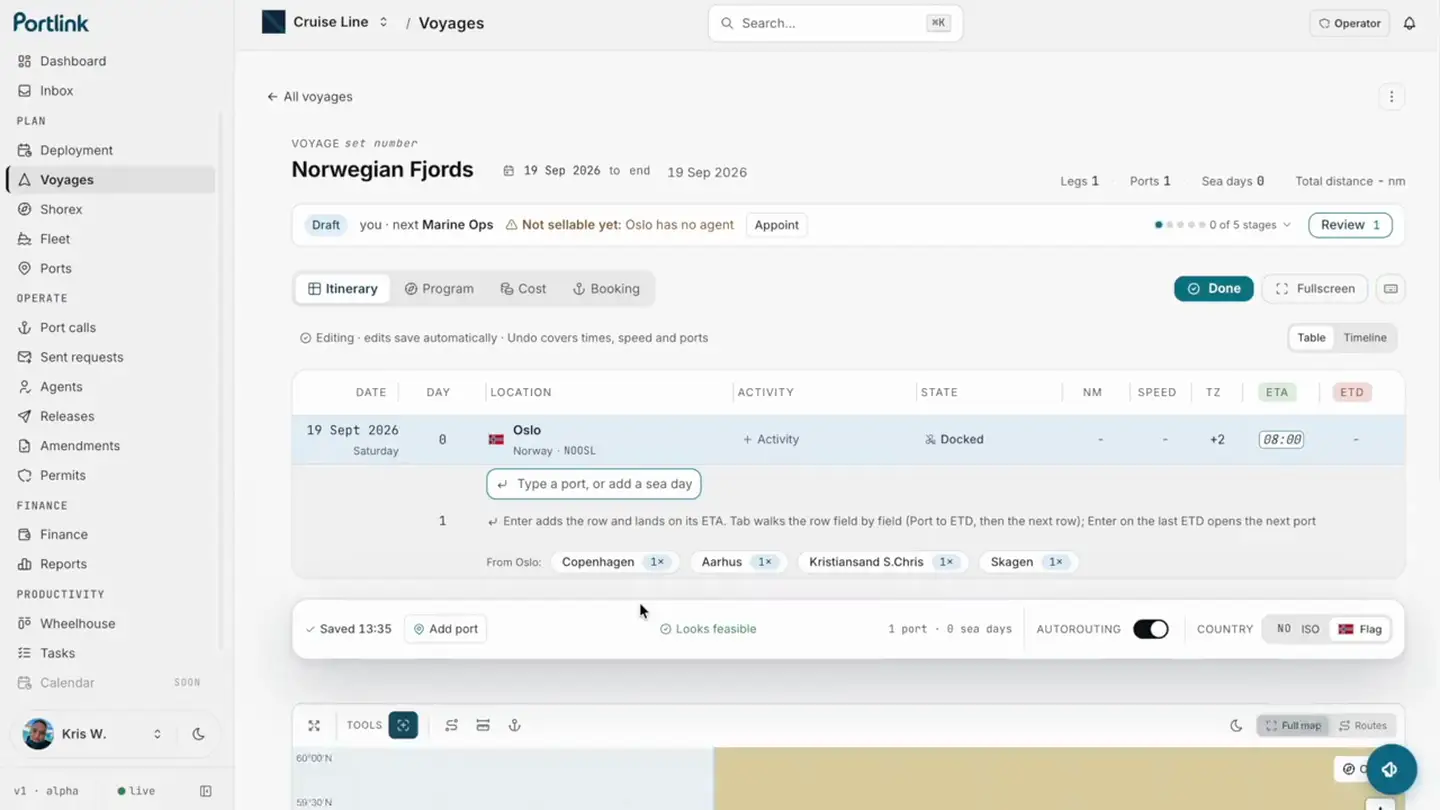 Portlink
Cruise Line / Voyages
Search... ⌘K
Operator
Dashboard
Inbox
PLAN
Deployment
Voyages
Shorex
Fleet
Ports
OPERATE
Port calls
Sent requests
Agents
Releases
Amendments
Permits
FINANCE
Finance
Reports
PRODUCTIVITY
Wheelhouse
Tasks
Calendar SOON
Kris W.
v1 · alpha live
← All voyages
VOYAGE set number
Norwegian Fjords 19 Sep 2026 to end 19 Sep 2026
Legs 1 · Ports 1 Sea days 0 Total distance - nm
Draft you · next Marine Ops Not sellable yet: Oslo has no agent Appoint 0 of 5 stages Review 1
Itinerary Program Cost Booking Done Fullscreen
Editing · edits save automatically · Undo covers times, speed and ports Table Timeline
DATE DAY LOCATION ACTIVITY STATE NM SPEED TZ ETA ETD
19 Sept 2026 0 Oslo + Activity Docked - - +2 08:00 -
Saturday Norway · NOOSL
↵ Type a port, or add a sea day
1 ↵ Enter adds the row and lands on its ETA. Tab walks the row field by field (Port to ETD, then the next row); Enter on the last ETD opens the next port
From Oslo: Copenhagen 1× Aarhus 1× Kristiansand S.Chris 1× Skagen 1×
Saved 13:35 Add port Looks feasible 1 port · 0 sea days AUTOROUTING COUNTRY NO ISO Flag
TOOLS Full map Routes
60°00'N
59°30'N